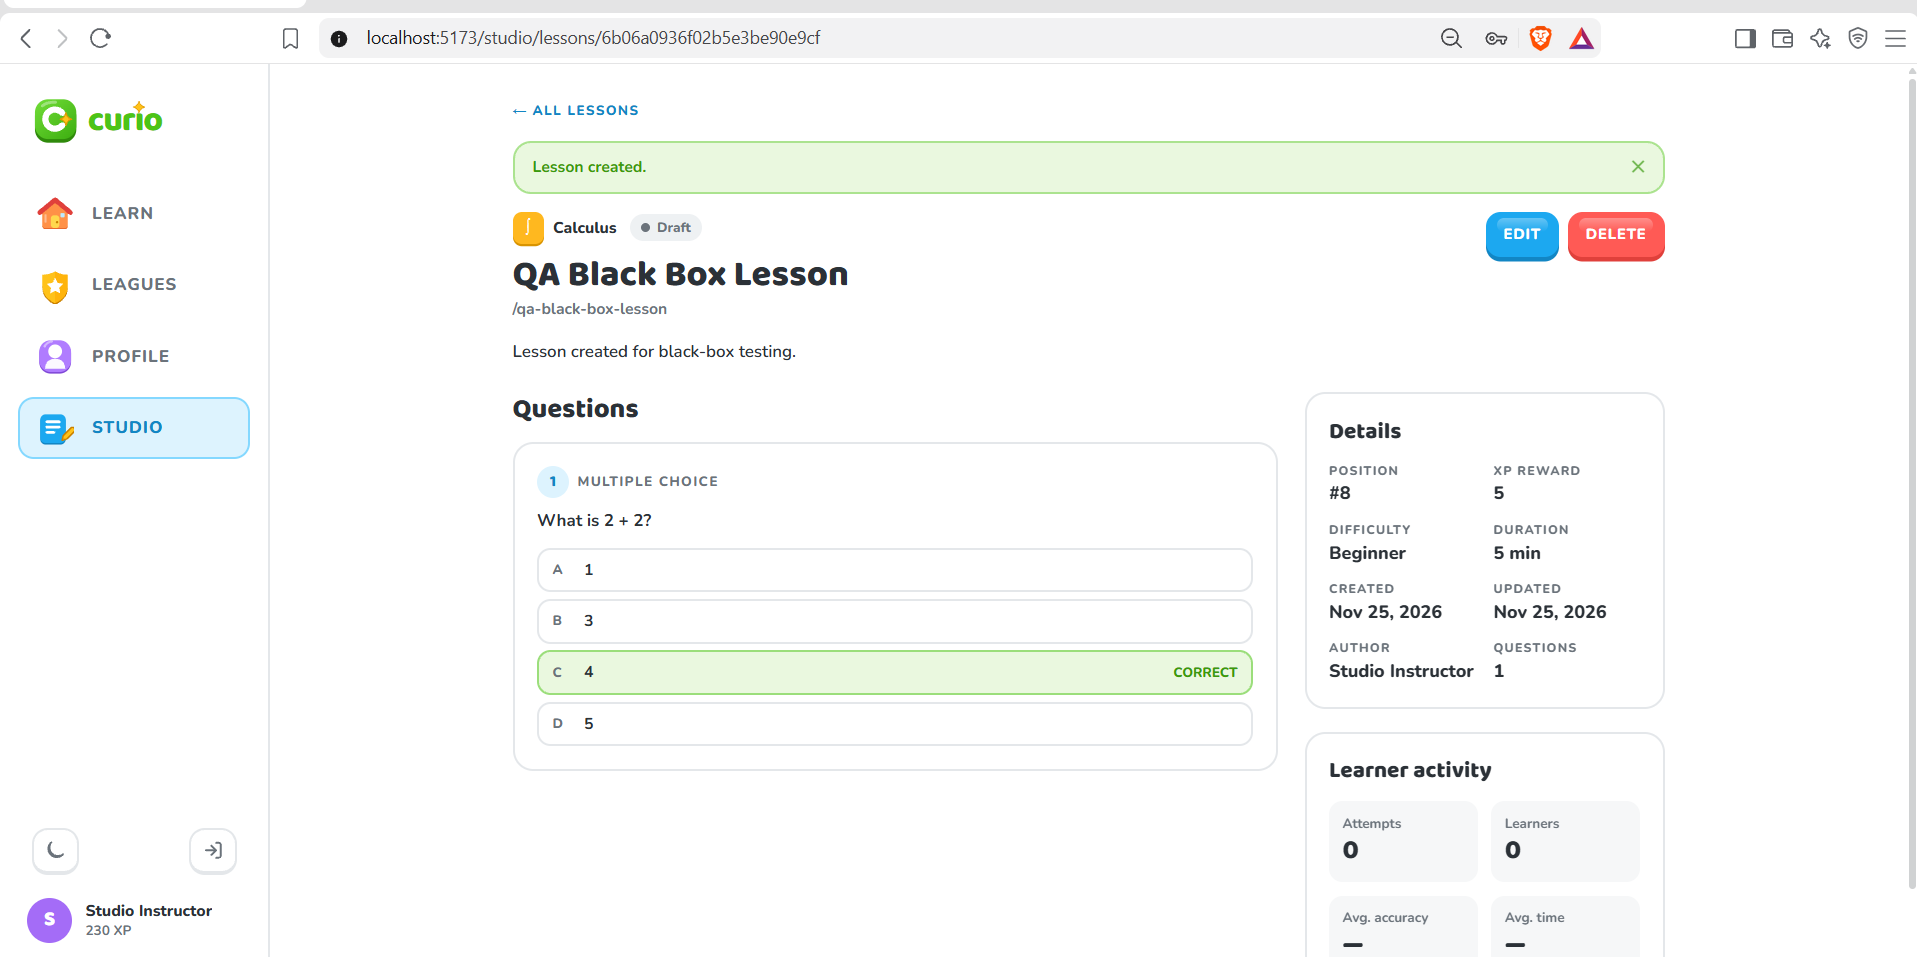 localhost:5173/studio/lessons/6b06a0936f02b5e3be90e9cf
curio
LEARN
LEAGUES
PROFILE
STUDIO
S
Studio Instructor
230 XP
← ALL LESSONS
Lesson created.
∫ Calculus Draft
EDIT DELETE
QA Black Box Lesson
/qa-black-box-lesson
Lesson created for black-box testing.
Questions
1 MULTIPLE CHOICE
What is 2 + 2?
A 1
B 3
C 4 CORRECT
D 5
Details
POSITION XP REWARD
#8 5
DIFFICULTY DURATION
Beginner 5 min
CREATED UPDATED
Nov 25, 2026 Nov 25, 2026
AUTHOR QUESTIONS
Studio Instructor 1
Learner activity
Attempts Learners
0 0
Avg. accuracy Avg. time
— —